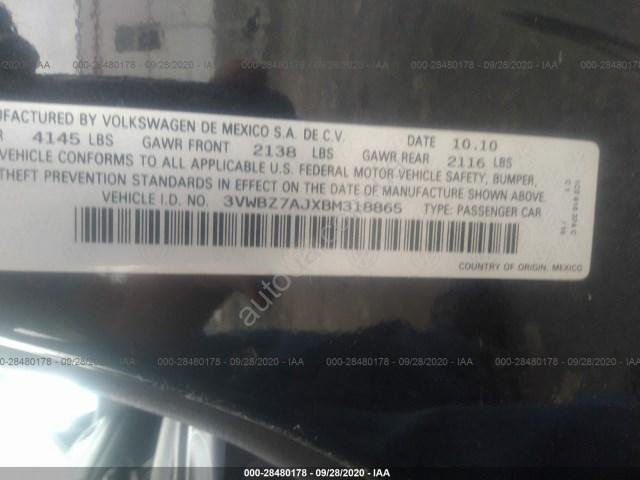 000-28480178 - 09/28/2020 - IAAI
UFACTURED BY VOLKSWAGEN DE MEXICO S.A. DE C.V. DATE 10.10
R 4145 LBS GAWR FRONT 2138 LBS GAWR REAR 2116 LBS
VEHICLE CONFORMS TO ALL APPLICABLE U.S. FEDERAL MOTOR VEHICLE SAFETY, BUMPER,
THEFT PREVENTION STANDARDS IN EFFECT ON THE DATE OF MANUFACTURE SHOWN ABOVE.
VEHICLE I.D. NO. 3VWBZ7AJXBM318865 TYPE: PASSENGER CAR
COUNTRY OF ORIGIN, MEXICO
000-28480178 - 09/28/2020 - IAAI
000-28480178 - 09/28/2020 - IAAI